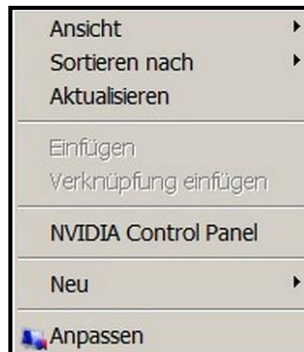 Ansicht
Sortieren nach
Aktualisieren
Einfügen
Verknüpfung einfügen
NVIDIA Control Panel
Neu
Anpassen